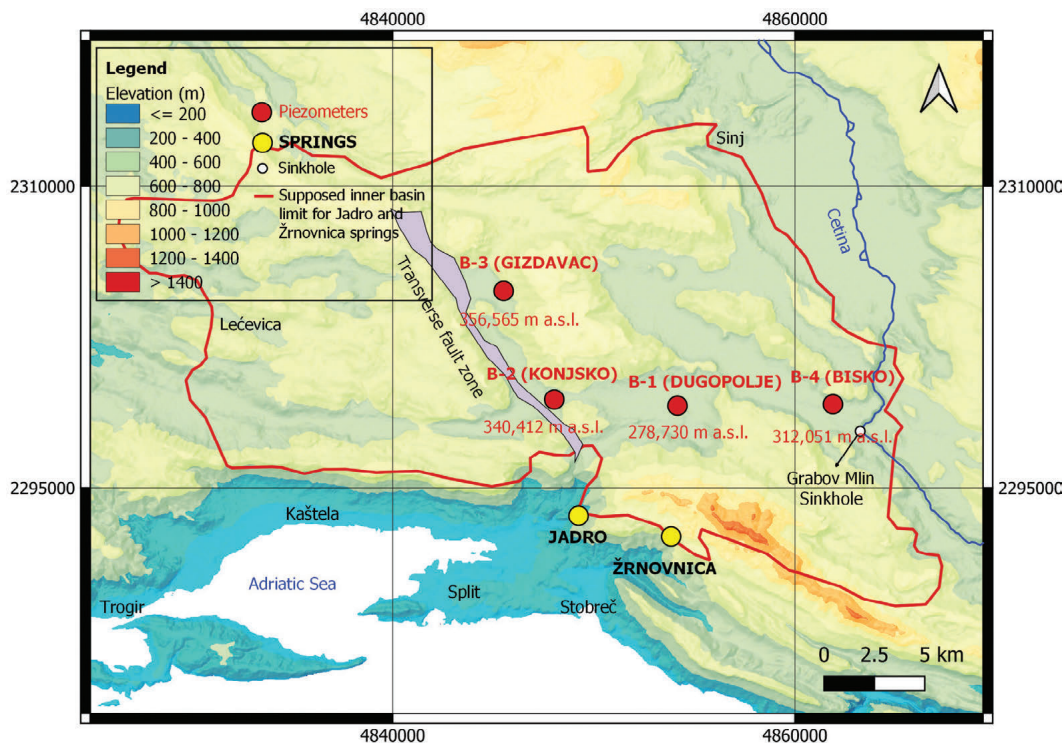 4840000
4860000
Legend
Elevation (m)
<= 200
200 - 400
400 - 600
600 - 800
800 - 1000
1000 - 1200
1200 - 1400
> 1400
Piezometers
SPRINGS
Sinkhole
Supposed inner basin
limit for Jadro and
Žrnovnica springs
Sinj
2310000
2310000
Cetina
B-3 (GIZDAVAC)
356,565 m a.s.l.
Transverse fault zone
Lećevica
B-2 (KONJSKO)
340,412 m a.s.l.
B-1 (DUGOPOLJE)
278,730 m a.s.l.
B-4 (BISKO)
312,051 m a.s.l.
Grabov Mlin
Sinkhole
2295000
2295000
Kaštela
JADRO
ŽRNOVNICA
Adriatic Sea
Split
Stobreč
Trogir
0 2.5 5 km
4840000
4860000